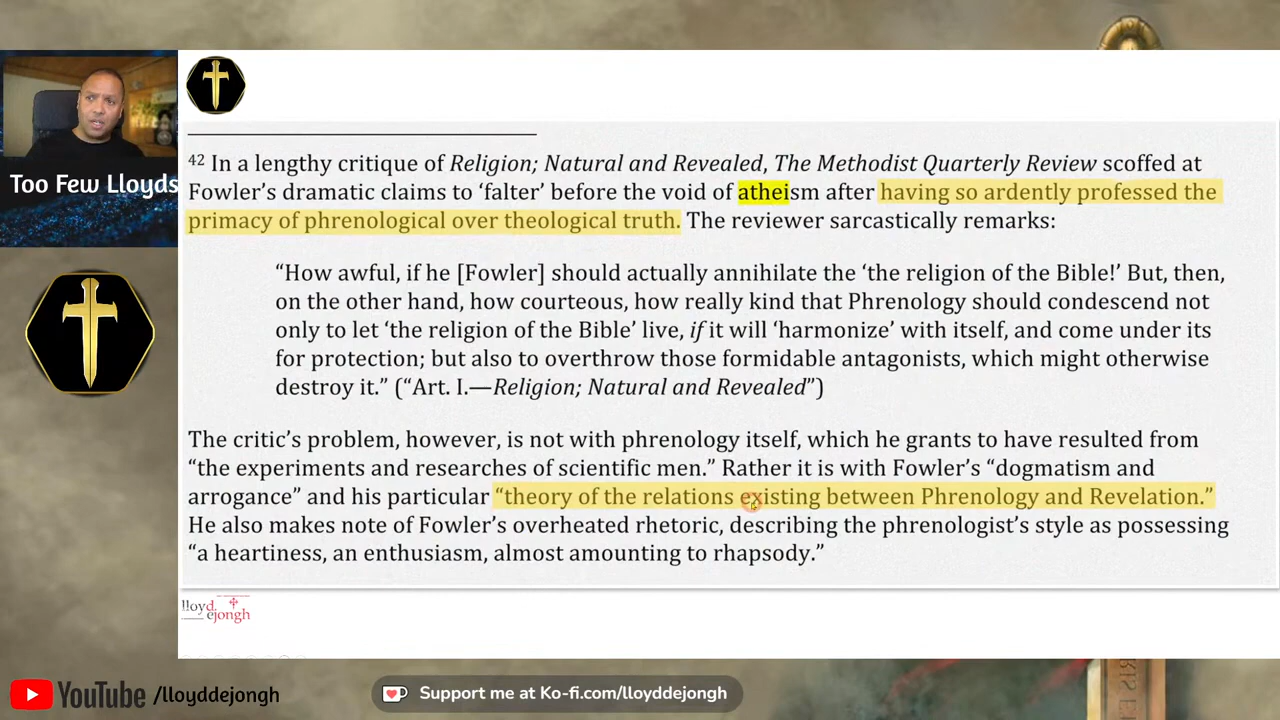 Too Few Lloyds
42 In a lengthy critique of Religion; Natural and Revealed, The Methodist Quarterly Review scoffed at
Fowler’s dramatic claims to ‘falter’ before the void of atheism after having so ardently professed the
primacy of phrenological over theological truth. The reviewer sarcastically remarks:
“How awful, if he [Fowler] should actually annihilate the ‘the religion of the Bible!’ But, then,
on the other hand, how courteous, how really kind that Phrenology should condescend not
only to let ‘the religion of the Bible’ live, if it will ‘harmonize’ with itself, and come under its
for protection; but also to overthrow those formidable antagonists, which might otherwise
destroy it.” (“Art. I.—Religion; Natural and Revealed”)
The critic’s problem, however, is not with phrenology itself, which he grants to have resulted from
“the experiments and researches of scientific men.” Rather it is with Fowler’s “dogmatism and
arrogance” and his particular “theory of the relations existing between Phrenology and Revelation.”
He also makes note of Fowler’s overheated rhetoric, describing the phrenologist’s style as possessing
“a heartiness, an enthusiasm, almost amounting to rhapsody.”
lloyd
ejongh
YouTube /lloyddejongh
Support me at Ko-fi.com/lloyddejongh